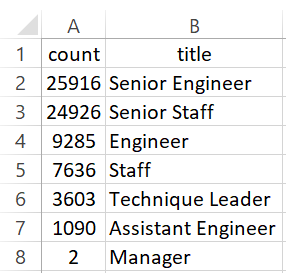 A B
1 count title
2 25916 Senior Engineer
3 24926 Senior Staff
4 9285 Engineer
5 7636 Staff
6 3603 Technique Leader
7 1090 Assistant Engineer
8 2 Manager